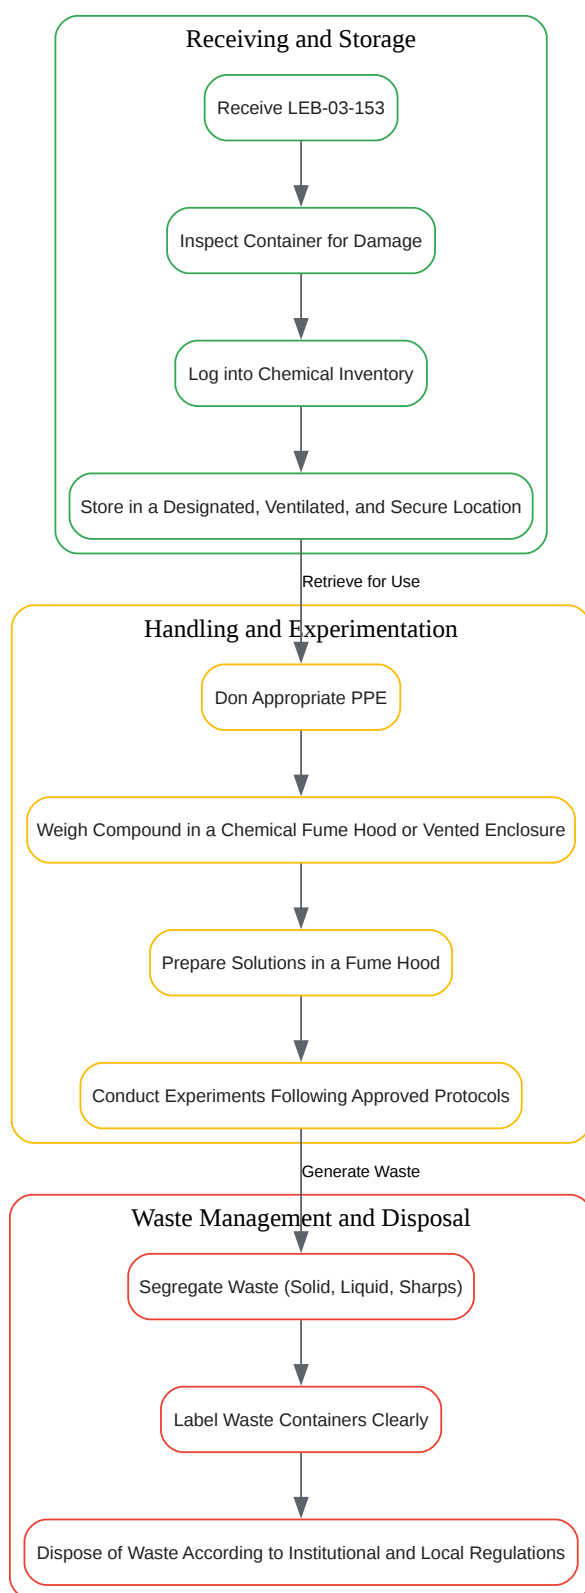 Receiving and Storage
Receive LEB-03-153
Inspect Container for Damage
Log into Chemical Inventory
Store in a Designated, Ventilated, and Secure Location
Retrieve for Use
Handling and Experimentation
Don Appropriate PPE
Weigh Compound in a Chemical Fume Hood or Vented Enclosure
Prepare Solutions in a Fume Hood
Conduct Experiments Following Approved Protocols
Generate Waste
Waste Management and Disposal
Segregate Waste (Solid, Liquid, Sharps)
Label Waste Containers Clearly
Dispose of Waste According to Institutional and Local Regulations